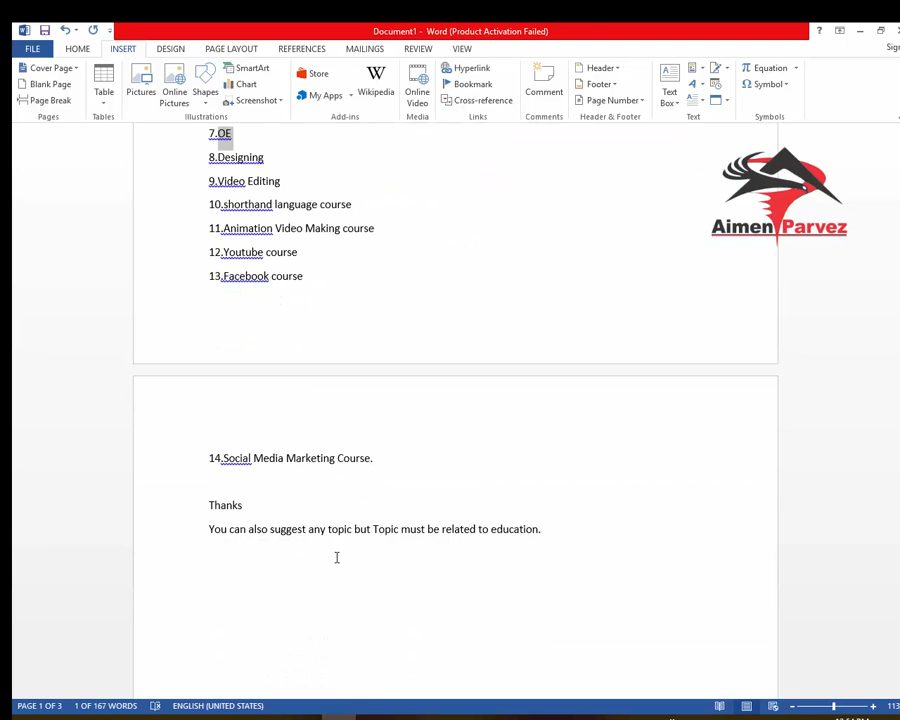 Document1 - Word (Product Activation Failed)
FILE HOME INSERT DESIGN PAGE LAYOUT REFERENCES MAILINGS REVIEW VIEW
Cover Page
Blank Page
Page Break
Pages
Table
Tables
Pictures
Online Pictures
Shapes
SmartArt
Chart
Screenshot
Illustrations
Store
My Apps
Wikipedia
Add-ins
Online Video
Media
Hyperlink
Bookmark
Cross-reference
Links
Comment
Comments
Header
Footer
Page Number
Header & Footer
Text Box
Text
Equation
Symbol
Symbols
7.OE
8.Designing
9.Video Editing
10.shorthand language course
11.Animation Video Making course
12.Youtube course
13.Facebook course
Aimen Parvez
14.Social Media Marketing Course.
Thanks
You can also suggest any topic but Topic must be related to education.
PAGE 1 OF 3 1 OF 167 WORDS ENGLISH (UNITED STATES)